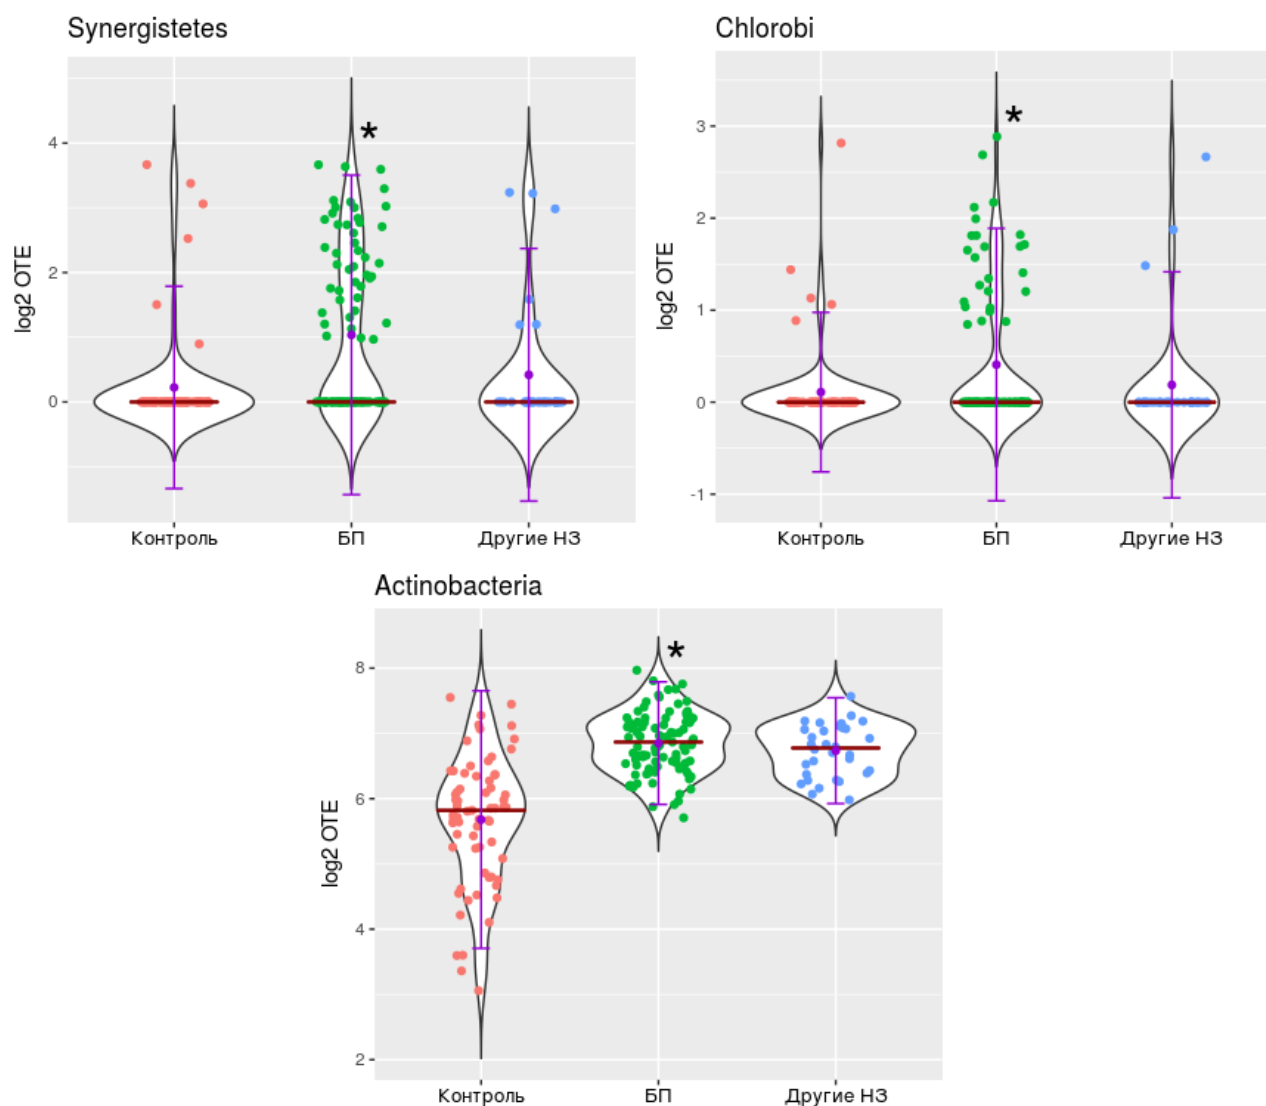 Synergistetes
log2 OTE
4
2
0
Контроль
БП
Другие НЗ
*
Chlorobi
log2 OTE
3
2
1
0
-1
Контроль
БП
Другие НЗ
*
Actinobacteria
log2 OTE
8
6
4
2
Контроль
БП
Другие НЗ
*